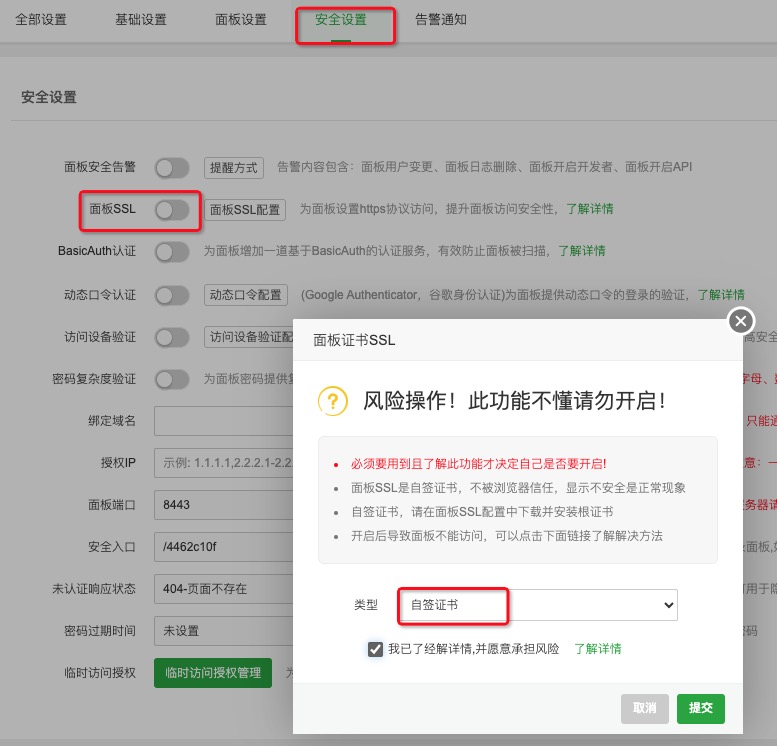 全部设置 基础设置 面板设置 安全设置 告警通知
安全设置
面板安全告警 提醒方式 告警内容包含：面板用户变更、面板日志删除、面板开启开发者、面板开启API
面板SSL 面板SSL配置 为面板设置https协议访问，提升面板访问安全性，了解详情
BasicAuth认证 为面板增加一道基于BasicAuth的认证服务，有效防止面板被扫描，了解详情
动态口令认证 动态口令配置 (Google Authenticator，谷歌身份认证)为面板提供动态口令的登录的验证，了解详情
访问设备验证 访问设备验证配 高安全
密码复杂度验证 为面板密码提供 字母、
绑定域名 只能通
授权IP 示例: 1.1.1.1,2.2.2.1-2.2. 意：一
面板端口 8443 务器请
安全入口 /4462c10f 面板,
未认证响应状态 404-页面不存在 可用于
密码过期时间 未设置 密码
临时访问授权 临时访问授权管理 为
面板证书SSL
风险操作！此功能不懂请勿开启！
必须要用到且了解此功能才决定自己是否要开启!
面板SSL是自签证书，不被浏览器信任，显示不安全是正常现象
自签证书，请在面板SSL配置中下载并安装根证书
开启后导致面板不能访问，可以点击下面链接了解解决方法
类型 自签证书
我已了经解详情,并愿意承担风险 了解详情
取消 提交